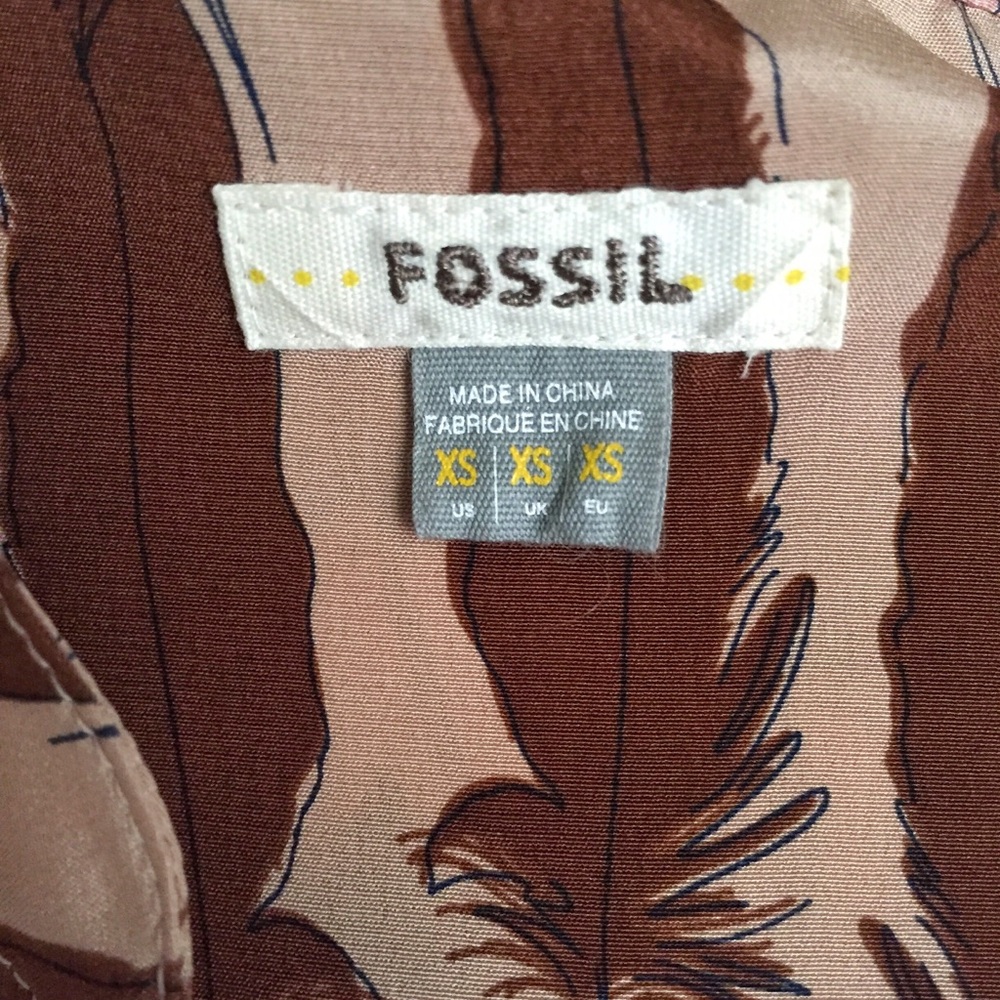 FOSSIL
MADE IN CHINA
FABRIQUE EN CHINE
XS XS XS
US UK EU